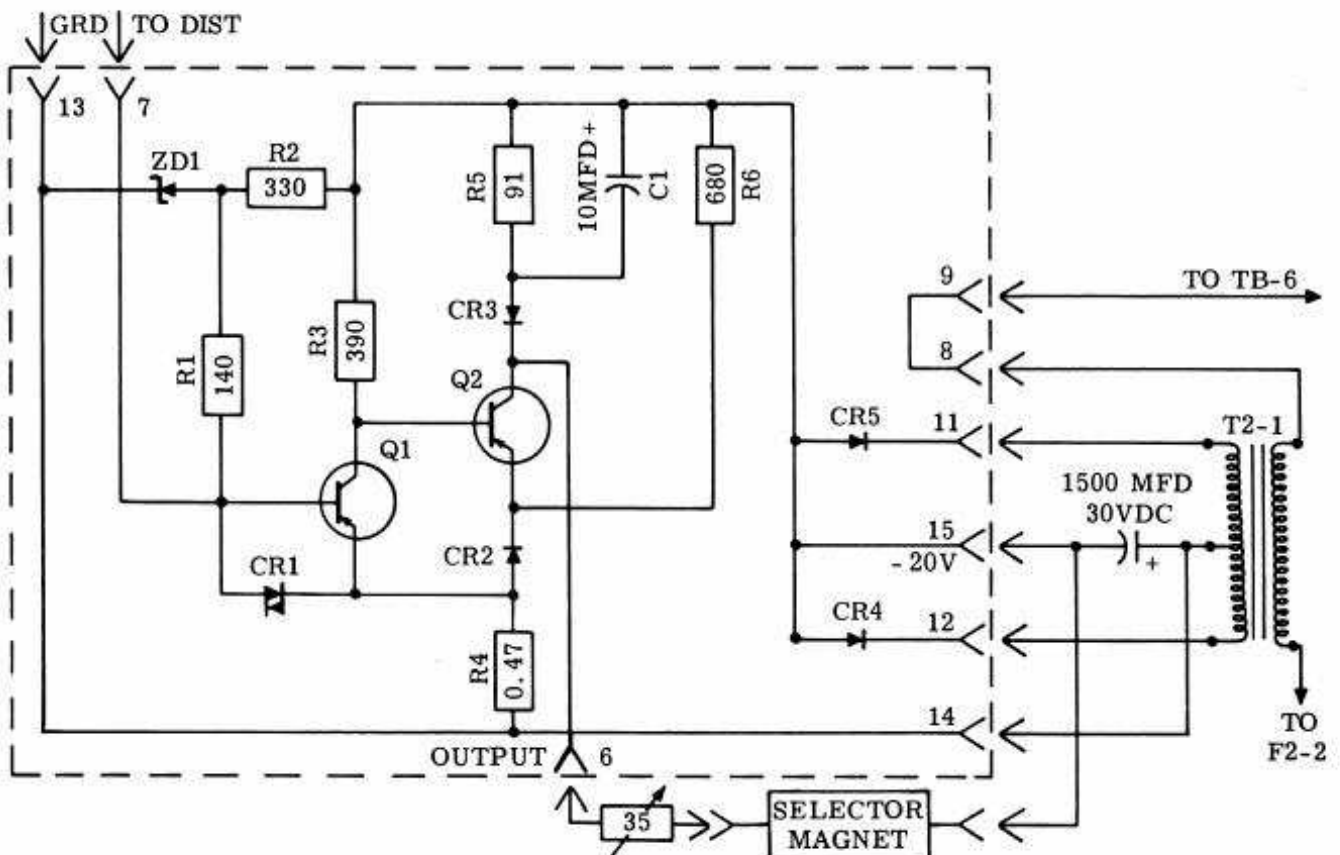 GRD TO DIST
13 7
ZD1
R2
330
R5
91
10MFD+
C1
680
R6
9
TO TB-6
R3
390
CR3
8
R1
140
Q2
CR5
11
T2-1
Q1
1500 MFD
30VDC
+
15
-20V
CR2
CR1
CR4
12
R4
0.47
14
OUTPUT 6
TO
F2-2
35
SELECTOR
MAGNET